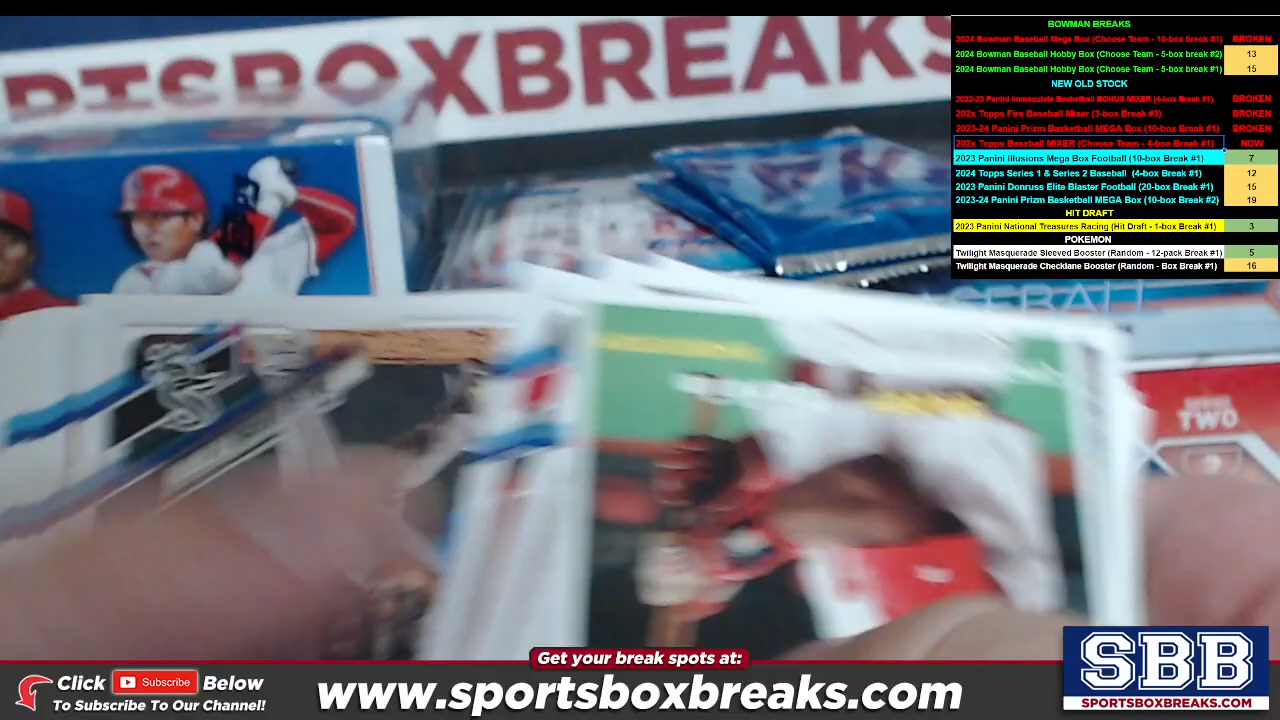 DISBOXBREAKS
BOWMAN BREAKS
2024 Bowman Baseball Mega Box (Choose Team - 10-box break #1) BROKEN
2024 Bowman Baseball Hobby Box (Choose Team - 5-box break #2) 13
2024 Bowman Baseball Hobby Box (Choose Team - 5-box break #1) 15
NEW OLD STOCK
2022-23 Panini Immaculate Basketball BONUS MIXER (4-box Break #1) BROKEN
202x Topps Fire Baseball Mixer (3-box Break #3) BROKEN
2023-24 Panini Prizm Basketball MEGA Box (10-box Break #1) BROKEN
202x Topps Baseball MIXER (Choose Team - 4-box Break #1) NOW
2023 Panini Illusions Mega Box Football (10-box Break #1) 7
2024 Topps Series 1 & Series 2 Baseball (4-box Break #1) 12
2023 Panini Donruss Elite Blaster Football (20-box Break #1) 15
2023-24 Panini Prizm Basketball MEGA Box (10-box Break #2) 19
HIT DRAFT
2023 Panini National Treasures Racing (Hit Draft - 1-box Break #1) 3
POKEMON
Twilight Masquerade Sleeved Booster (Random - 12-pack Break #1) 5
Twilight Masquerade Checklane Booster (Random - Box Break #1) 16
BASEBALL
SERIES
TWO
Get your break spots at:
Click Subscribe Below
To Subscribe To Our Channel!
www.sportsboxbreaks.com
SBB
SPORTSBOXBREAKS.COM